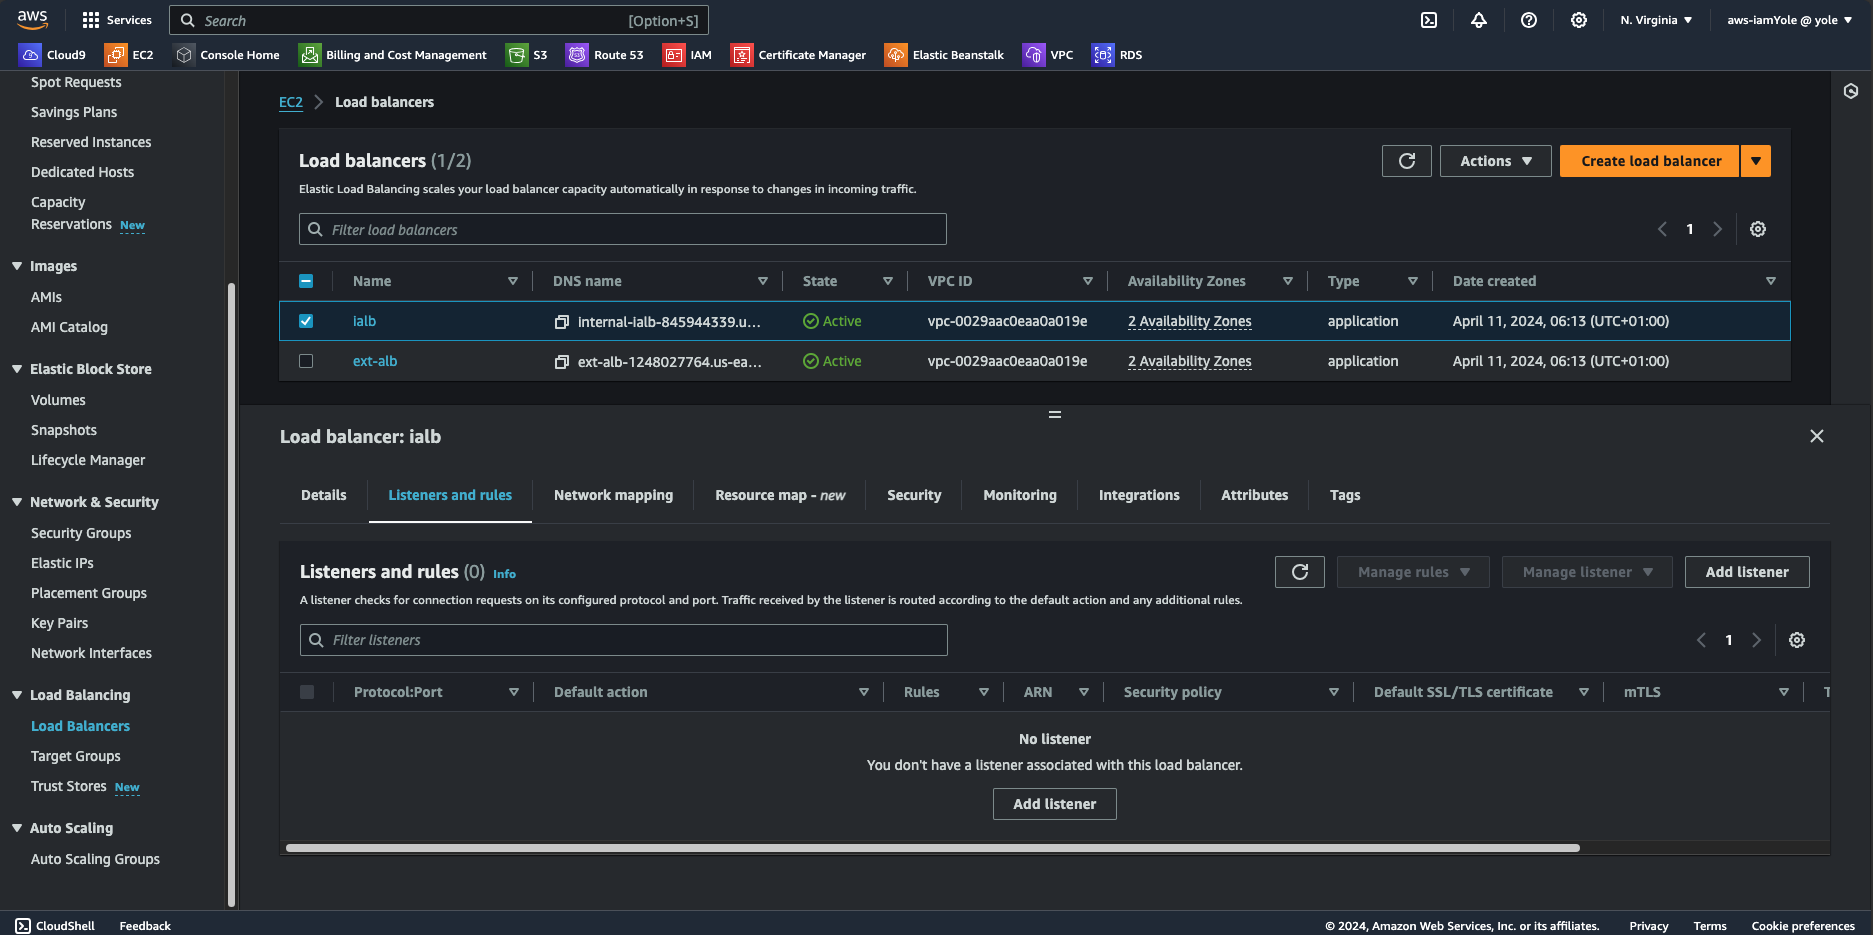 aws
Services
Search
[Option+S]
N. Virginia
aws-iamYole @ yole
Cloud9
EC2
Console Home
Billing and Cost Management
S3
Route 53
IAM
Certificate Manager
Elastic Beanstalk
VPC
RDS
Spot Requests
Savings Plans
Reserved Instances
Dedicated Hosts
Capacity
Reservations New
Images
AMIs
AMI Catalog
Elastic Block Store
Volumes
Snapshots
Lifecycle Manager
Network & Security
Security Groups
Elastic IPs
Placement Groups
Key Pairs
Network Interfaces
Load Balancing
Load Balancers
Target Groups
Trust Stores New
Auto Scaling
Auto Scaling Groups
EC2
Load balancers
Load balancers (1/2)
Actions
Create load balancer
Elastic Load Balancing scales your load balancer capacity automatically in response to changes in incoming traffic.
Filter load balancers
1
Name
DNS name
State
VPC ID
Availability Zones
Type
Date created
ialb
internal-ialb-845944339.u...
Active
vpc-0029aac0eaa0a019e
2 Availability Zones
application
April 11, 2024, 06:13 (UTC+01:00)
ext-alb
ext-alb-1248027764.us-ea...
Active
vpc-0029aac0eaa0a019e
2 Availability Zones
application
April 11, 2024, 06:13 (UTC+01:00)
Load balancer: ialb
Details
Listeners and rules
Network mapping
Resource map - new
Security
Monitoring
Integrations
Attributes
Tags
Listeners and rules (0) Info
Manage rules
Manage listener
Add listener
A listener checks for connection requests on its configured protocol and port. Traffic received by the listener is routed according to the default action and any additional rules.
Filter listeners
1
Protocol:Port
Default action
Rules
ARN
Security policy
Default SSL/TLS certificate
mTLS
No listener
You don't have a listener associated with this load balancer.
Add listener
CloudShell
Feedback
© 2024, Amazon Web Services, Inc. or its affiliates.
Privacy
Terms
Cookie preferences